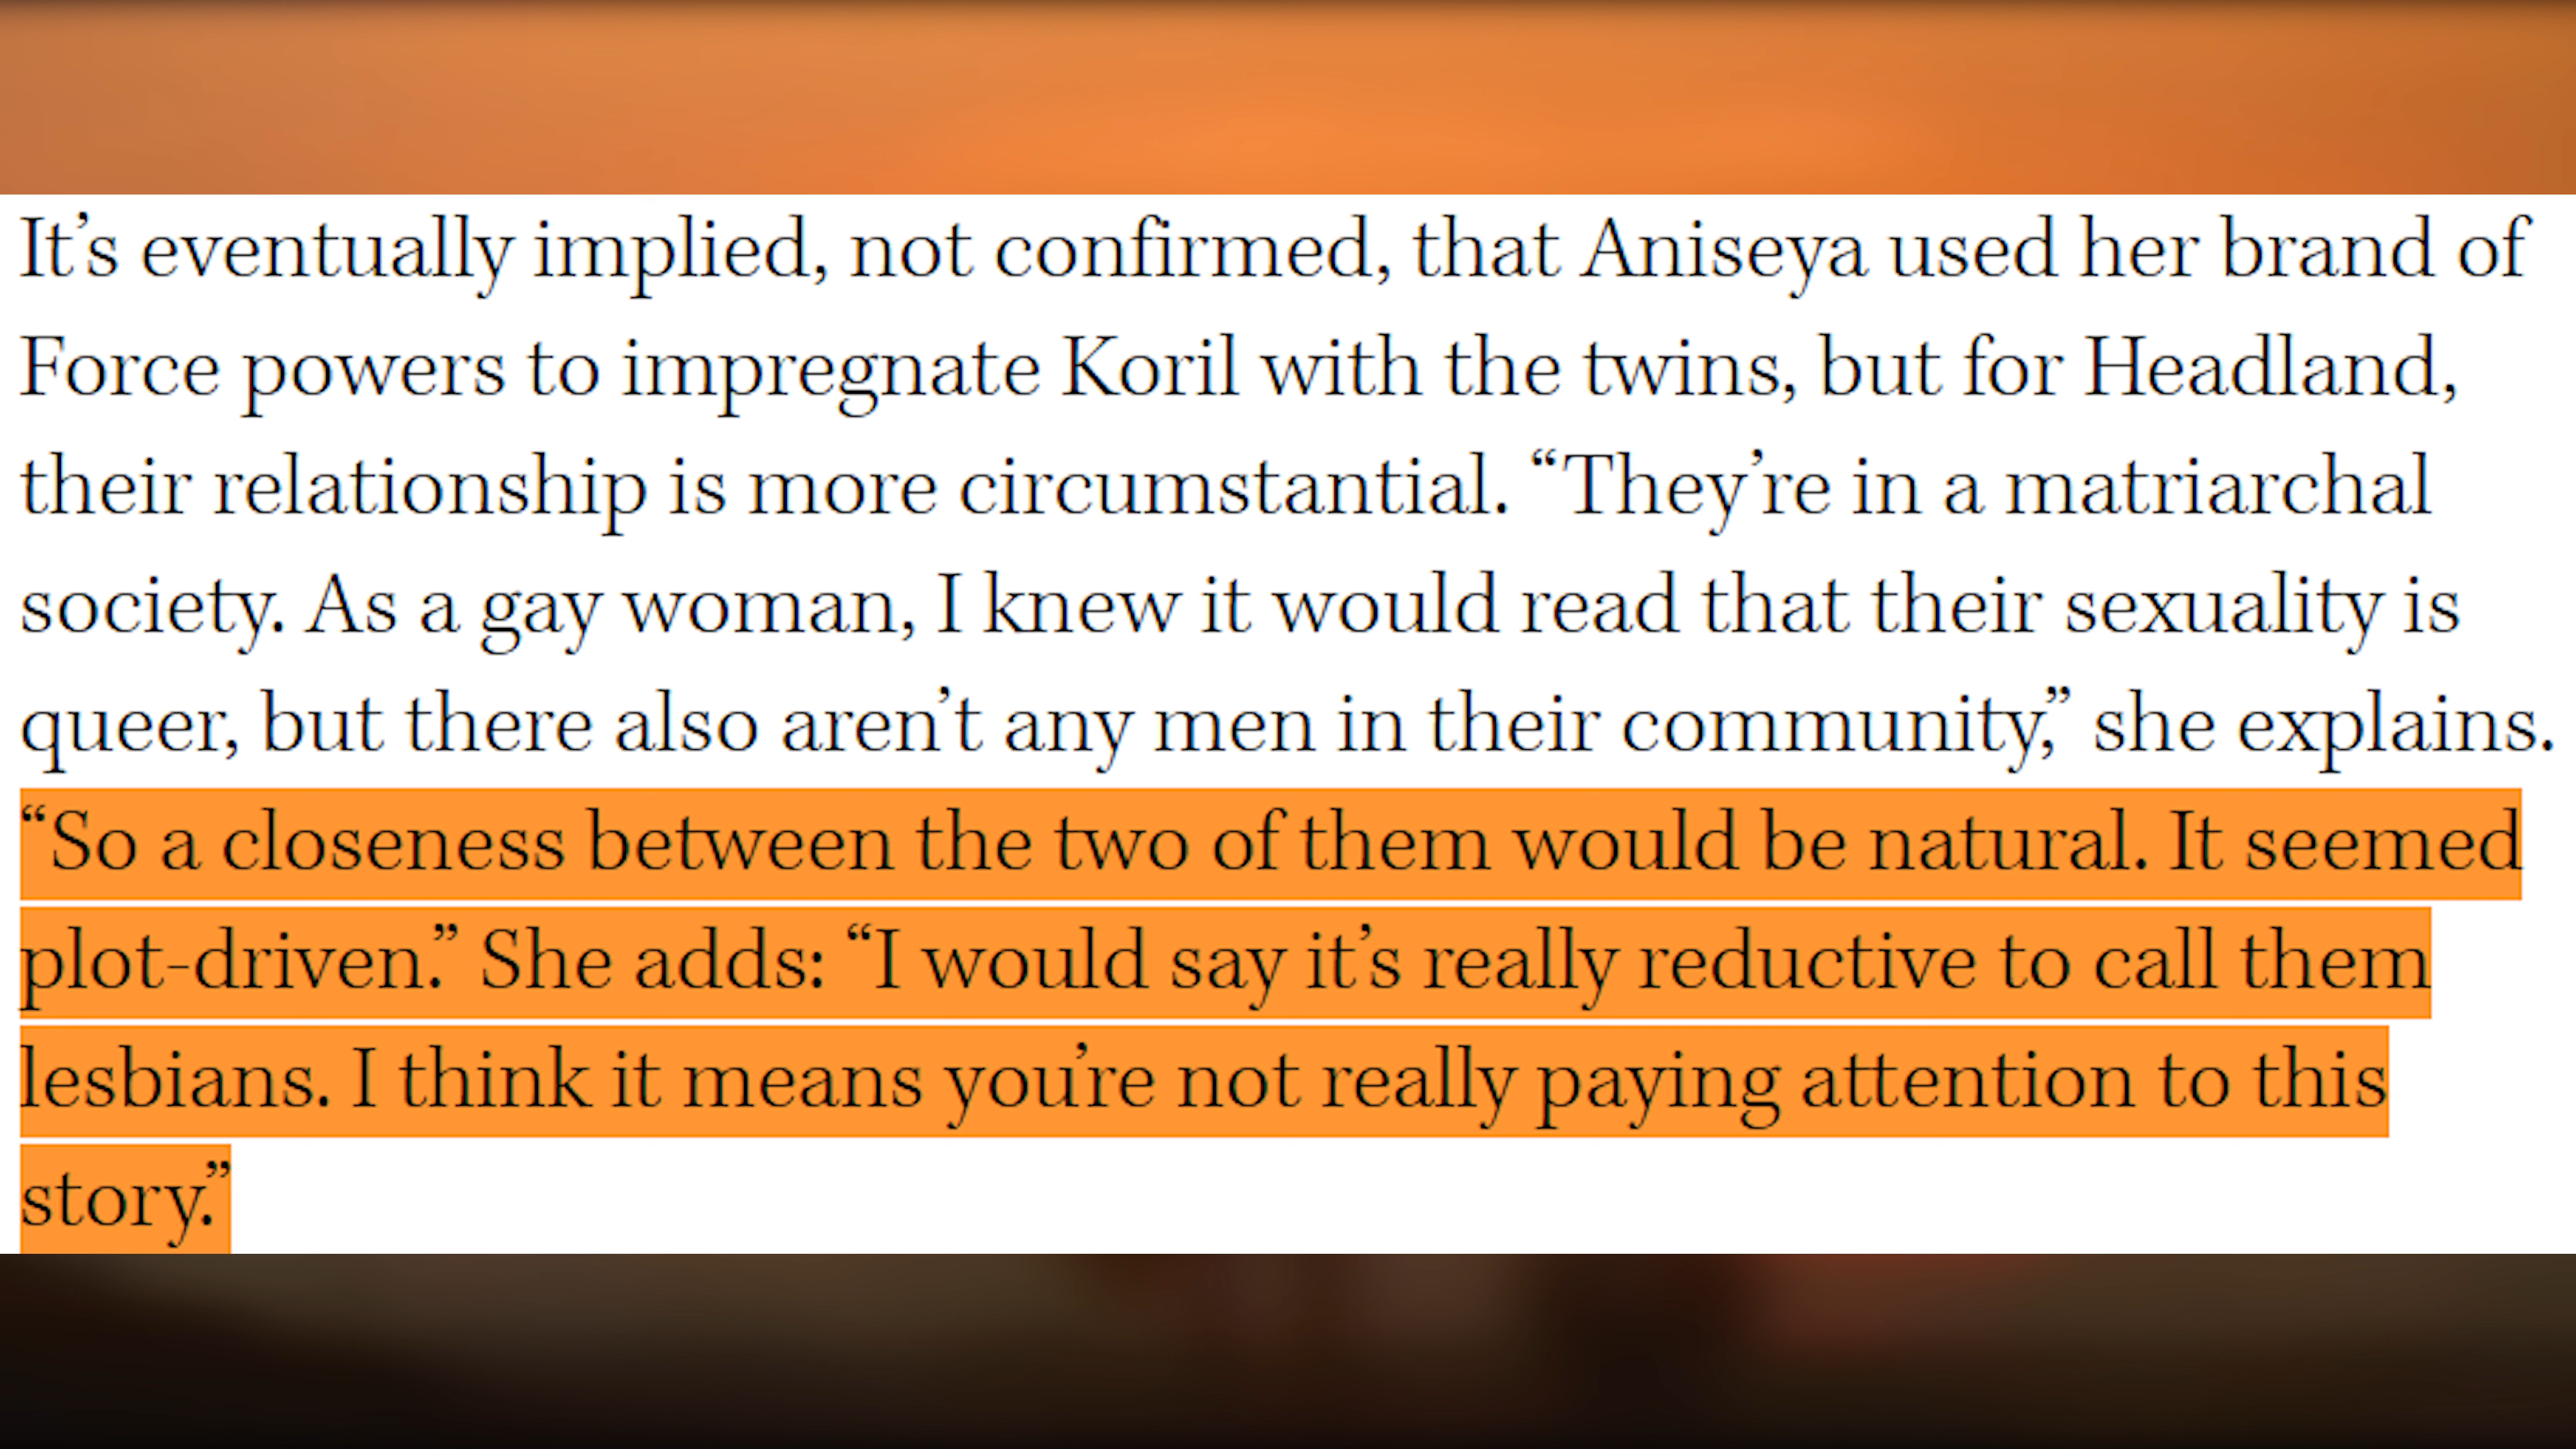 It’s eventually implied, not confirmed, that Aniseya used her brand of
Force powers to impregnate Koril with the twins, but for Headland,
their relationship is more circumstantial. “They’re in a matriarchal
society. As a gay woman, I knew it would read that their sexuality is
queer, but there also aren’t any men in their community,” she explains.
“So a closeness between the two of them would be natural. It seemed
plot-driven.” She adds: “I would say it’s really reductive to call them
lesbians. I think it means you’re not really paying attention to this
story.”